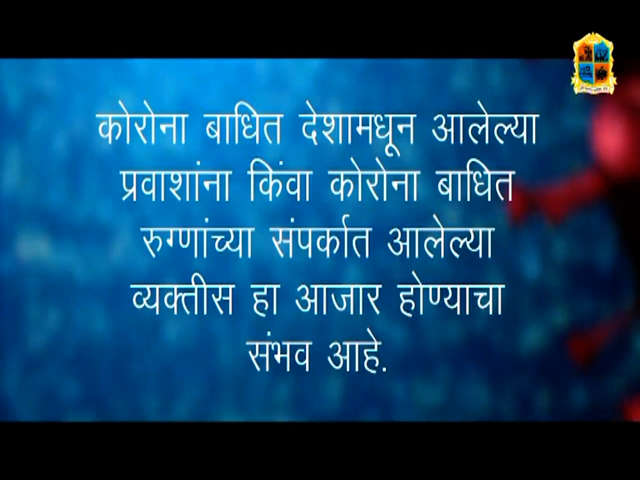 कोरोना बाधित देशामधून आलेल्या
प्रवाशांना किंवा कोरोना बाधित
रुग्णांच्या संपर्कात आलेल्या
व्यक्तीस हा आजार होण्याचा
संभव आहे.